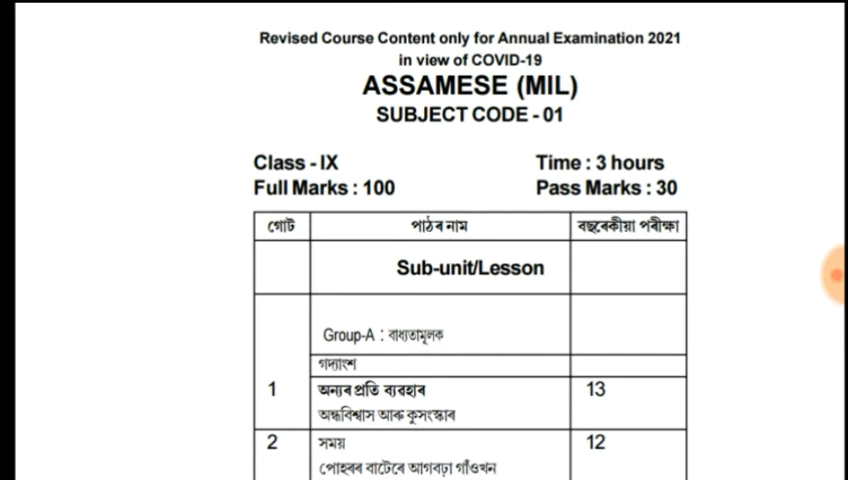 Revised Course Content only for Annual Examination 2021
in view of COVID-19
ASSAMESE (MIL)
SUBJECT CODE - 01
Class - IX Time : 3 hours
Full Marks : 100 Pass Marks : 30
গোট পাঠৰ নাম বছৰেকীয়া পৰীক্ষা
Sub-unit/Lesson
Group-A : বাধ্যতামূলক
গদ্যাংশ
1 অন্যৰ প্ৰতি ব্যৱহাৰ 13
অন্ধবিশ্বাস আৰু কুসংস্কাৰ
2 সময় 12
পোহৰৰ বাটেৰে আগবঢ়া গাঁওখন